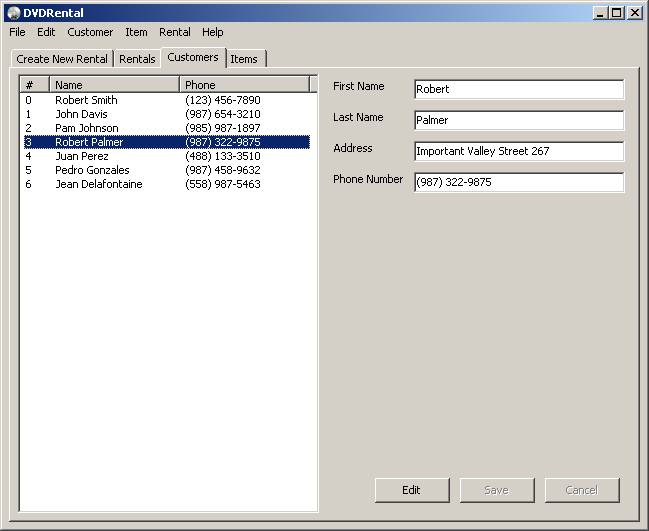 DVDRental
File Edit Customer Item Rental Help
Create New Rental Rentals Customers Items
# Name Phone
0 Robert Smith (123) 456-7890
1 John Davis (987) 654-3210
2 Pam Johnson (985) 987-1897
3 Robert Palmer (987) 322-9875
4 Juan Perez (488) 133-3510
5 Pedro Gonzales (987) 458-9632
6 Jean Delafontaine (558) 987-5463
First Name Robert
Last Name Palmer
Address Important Valley Street 267
Phone Number (987) 322-9875
Edit Save Cancel